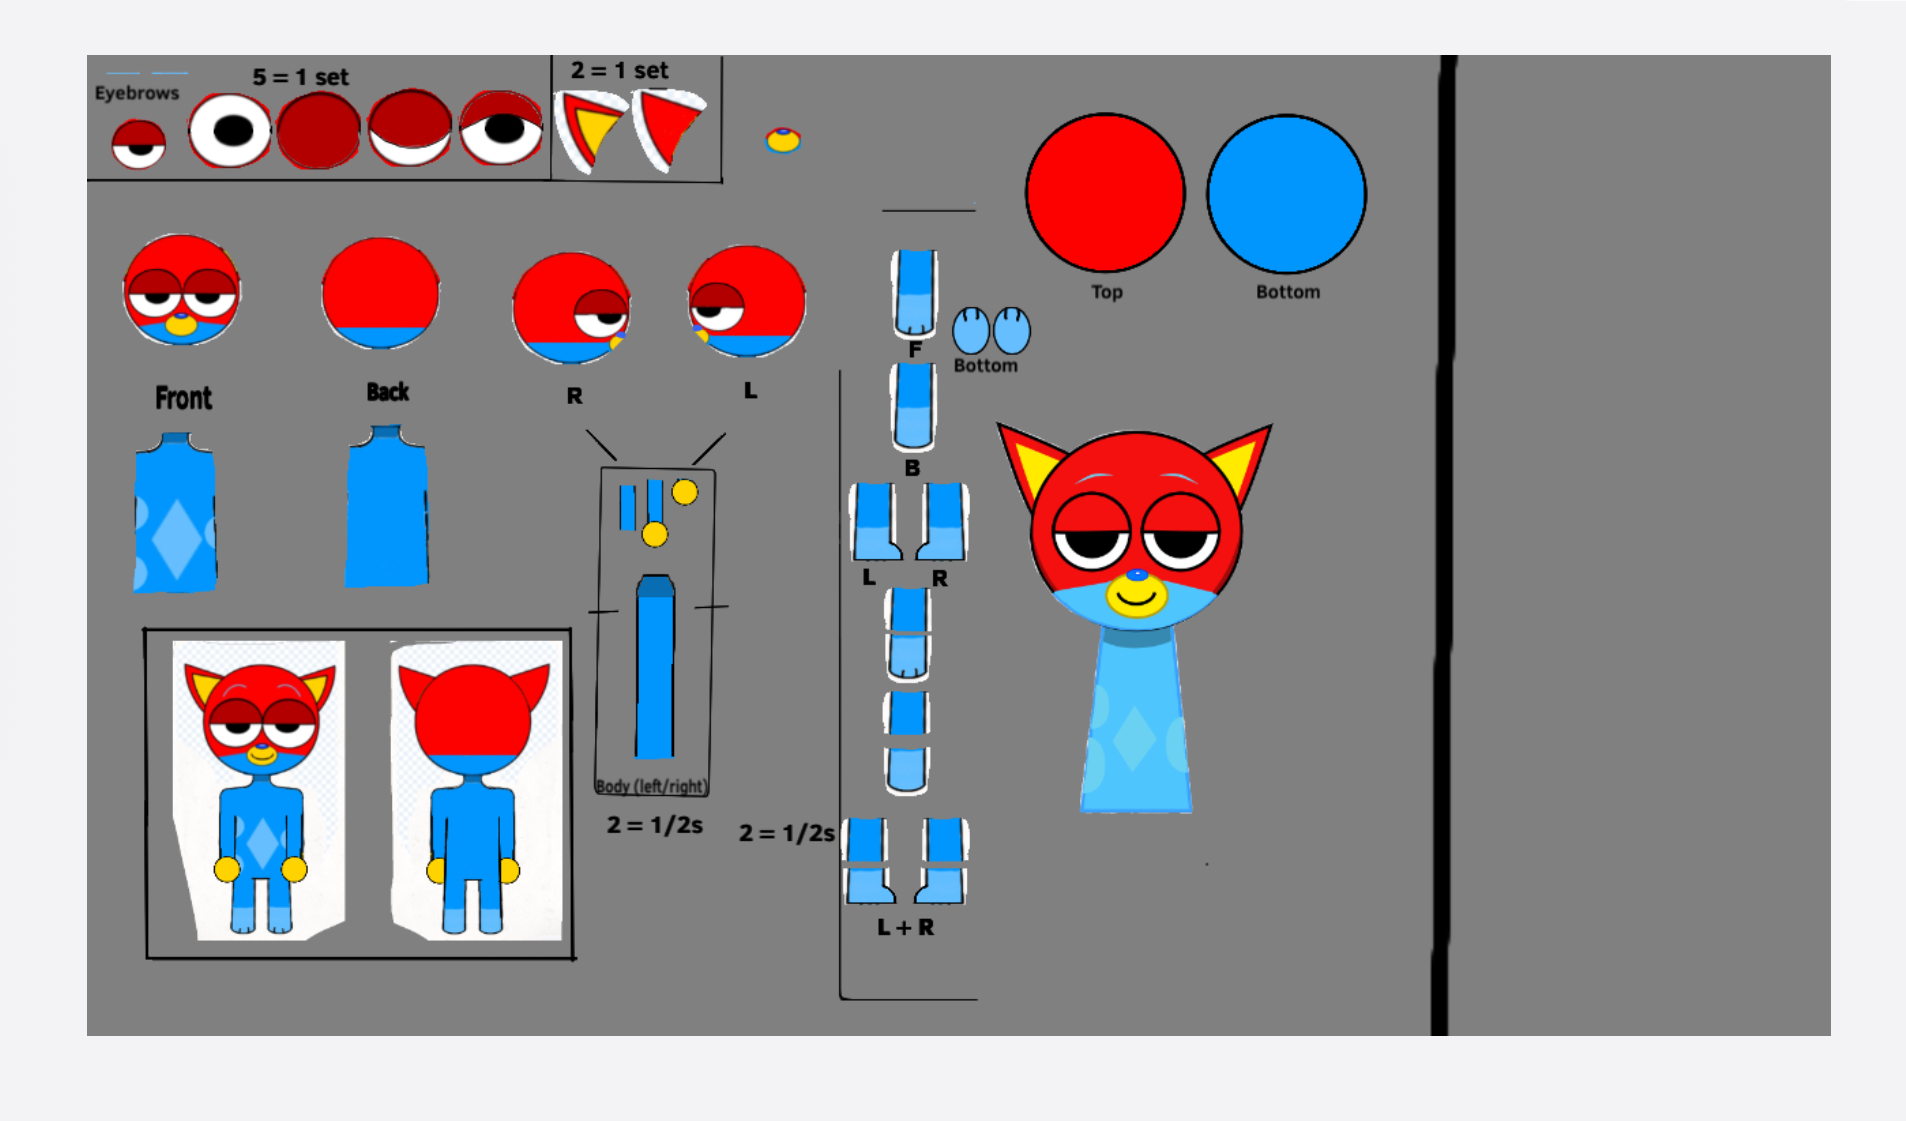 Eyebrows
5 = 1 set
2 = 1 set
Top
Bottom
F
Bottom
Front
Back
R
L
B
L
R
Body (left/right)
2 = 1/2s
2 = 1/2s
L + R